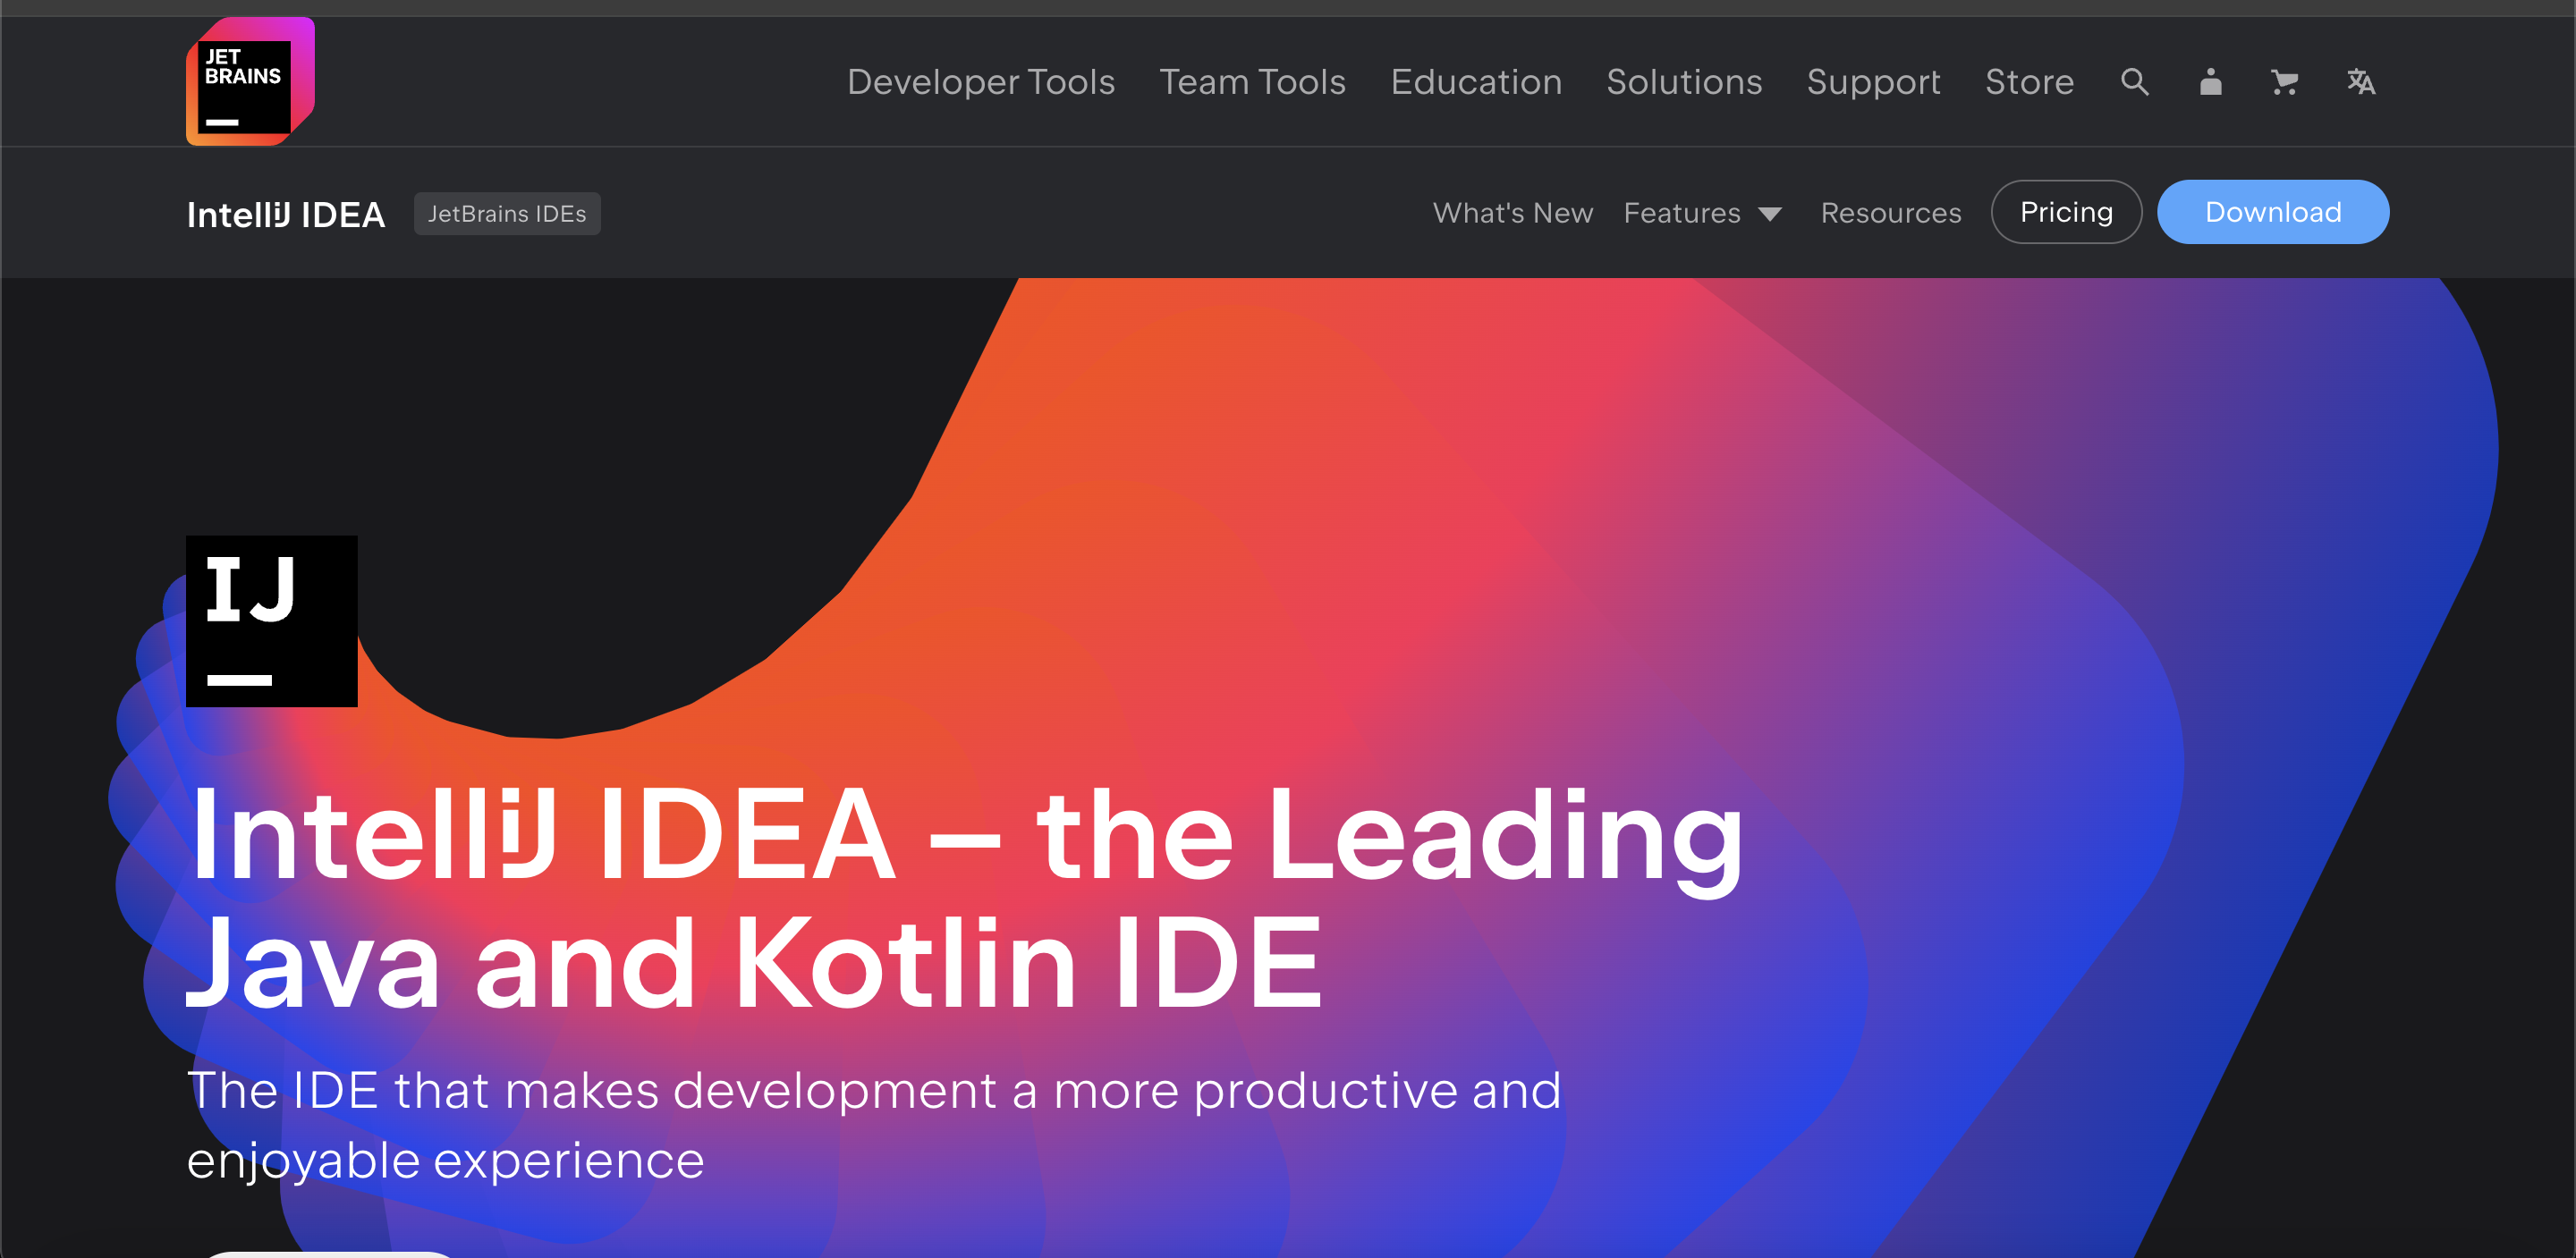 JET
BRAINS
Developer Tools Team Tools Education Solutions Support Store
IntelliJ IDEA JetBrains IDEs What's New Features Resources Pricing Download
IJ
IntelliJ IDEA – the Leading
Java and Kotlin IDE
The IDE that makes development a more productive and
enjoyable experience